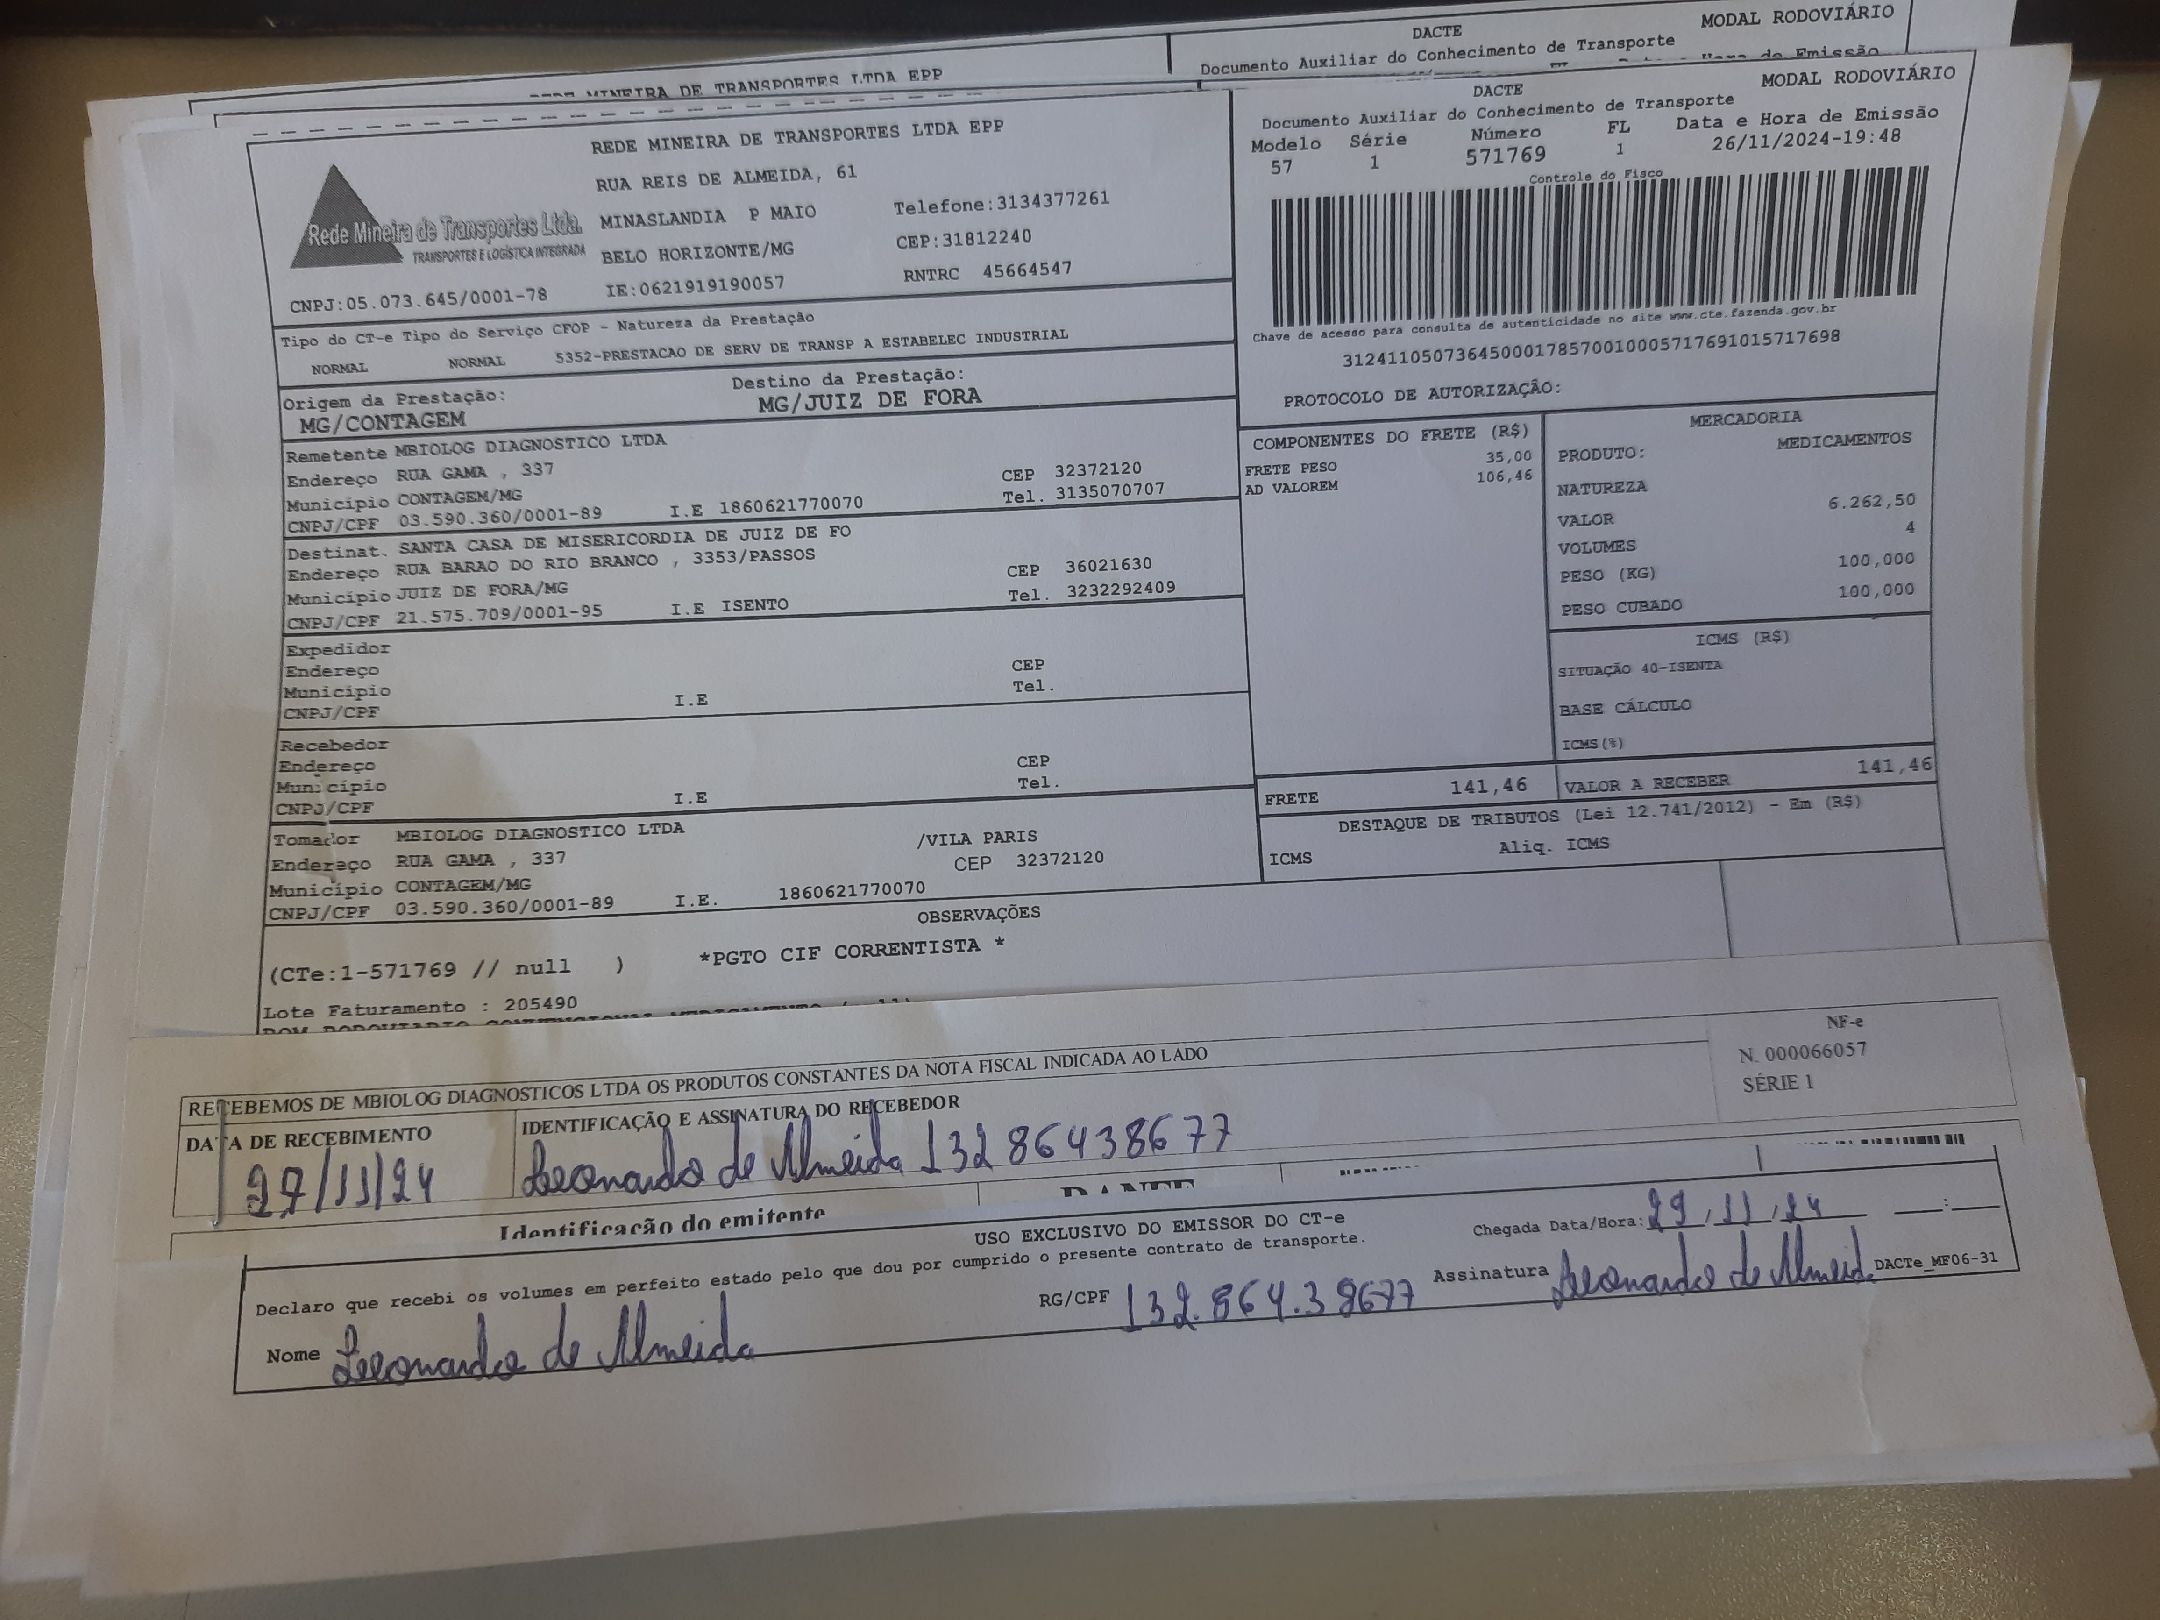 MODAL RODOVIÁRIO
DACTE
REDE MINEIRA DE TRANSPORTES LTDA EPP
Documento Auxiliar do Conhecimento de Transporte
DACTE MODAL RODOVIÁRIO
Documento Auxiliar do Conhecimento de Transporte
Modelo Série Número FL Data e Hora de Emissão
57 1 571769 1 26/11/2024-19:48
Controle do Fisco
REDE MINEIRA DE TRANSPORTES LTDA EPP
RUA REIS DE ALMEIDA, 61
MINASLANDIA P MAIO Telefone:3134377261
BELO HORIZONTE/MG CEP:31812240
Rede Mineira de Transportes Ltda.
TRANSPORTES E LOGÍSTICA INTEGRADA
CNPJ:05.073.645/0001-78 IE:0621919190057 RNTRC 45664547
Chave de acesso para consulta de autenticidade no site www.cte.fazenda.gov.br
31241105073645000178570010005717691015717698
PROTOCOLO DE AUTORIZAÇÃO:
Tipo do CT-e Tipo do Serviço CFOP - Natureza da Prestação
NORMAL NORMAL 5352-PRESTACAO DE SERV DE TRANSP A ESTABELEC INDUSTRIAL
Origem da Prestação: Destino da Prestação:
MG/CONTAGEM MG/JUIZ DE FORA
Remetente MBIOLOG DIAGNOSTICO LTDA
Endereço RUA GAMA , 337 CEP 32372120
Município CONTAGEM/MG Tel. 3135070707
CNPJ/CPF 03.590.360/0001-89 I.E 1860621770070
Destinat. SANTA CASA DE MISERICORDIA DE JUIZ DE FO
Endereço RUA BARAO DO RIO BRANCO , 3353/PASSOS CEP 36021630
Município JUIZ DE FORA/MG Tel. 3232292409
CNPJ/CPF 21.575.709/0001-95 I.E ISENTO
Expedidor
Endereço CEP
Município Tel.
CNPJ/CPF I.E
Recebedor
Endereço CEP
Município Tel.
CNPJ/CPF I.E
Tomador MBIOLOG DIAGNOSTICO LTDA /VILA PARIS
Endereço RUA GAMA , 337 CEP 32372120
Município CONTAGEM/MG
CNPJ/CPF 03.590.360/0001-89 I.E. 1860621770070
COMPONENTES DO FRETE (R$)
FRETE PESO 35,00
AD VALOREM 106,46
MERCADORIA
PRODUTO: MEDICAMENTOS
NATUREZA
VALOR 6.262,50
VOLUMES 4
PESO (KG) 100,000
PESO CUBADO 100,000
ICMS (R$)
SITUAÇÃO 40-ISENTA
BASE CÁLCULO
ICMS(%)
FRETE 141,46 VALOR A RECEBER 141,46
DESTAQUE DE TRIBUTOS (Lei 12.741/2012) - Em (R$)
ICMS Aliq. ICMS
OBSERVAÇÕES
(CTe:1-571769 // null ) *PGTO CIF CORRENTISTA *
Lote Faturamento : 205490
RECEBEMOS DE MBIOLOG DIAGNOSTICOS LTDA OS PRODUTOS CONSTANTES DA NOTA FISCAL INDICADA AO LADO
NF-e
N. 000066057
SÉRIE 1
DATA DE RECEBIMENTO IDENTIFICAÇÃO E ASSINATURA DO RECEBEDOR
27/11/24 Leonardo de Almeida 132 864386 77
Identificação do emitente DANFE
USO EXCLUSIVO DO EMISSOR DO CT-e
Declaro que recebi os volumes em perfeito estado pelo que dou por cumprido o presente contrato de transporte. Chegada Data/Hora: 29/11/24 __:__
Nome Leonardo de Almeida RG/CPF 132.864.38677 Assinatura Leonardo de Almeid DACTe_MF06-31